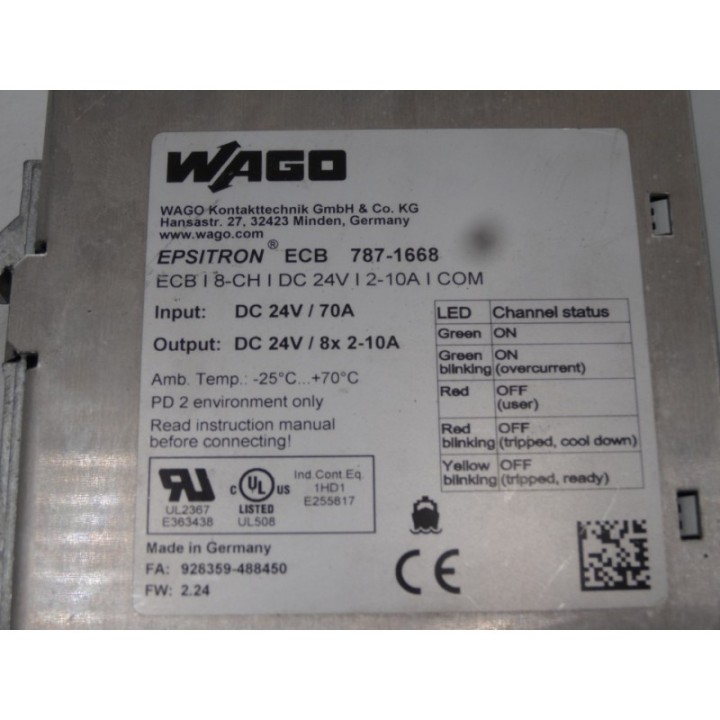 WAGO
WAGO Kontakttechnik GmbH & Co. KG
Hansastr. 27, 32423 Minden, Germany
www.wago.com
EPSITRON® ECB 787-1668
ECB I 8-CH I DC 24V I 2-10A I COM
Input: DC 24V / 70A
Output: DC 24V / 8x 2-10A
Amb. Temp.: -25°C...+70°C
PD 2 environment only
Read instruction manual
before connecting!
LED Channel status
Green ON
Green ON
blinking (overcurrent)
Red OFF
(user)
Red OFF
blinking (tripped, cool down)
Yellow OFF
blinking (tripped, ready)
RU
UL2367
E363438
C UL US
LISTED
UL508
Ind.Cont.Eq.
1HD1
E255817
Made in Germany
FA: 928359-488450
FW: 2.24
CE